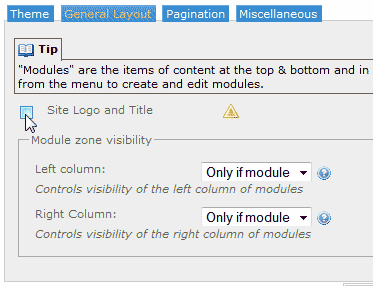 Theme General Layout Pagination Miscellaneous
Tip
"Modules" are the items of content at the top & bottom and in
from the menu to create and edit modules.
Site Logo and Title
Module zone visibility
Left column: Only if module
Controls visibility of the left column of modules
Right Column: Only if module
Controls visibility of the right column of modules